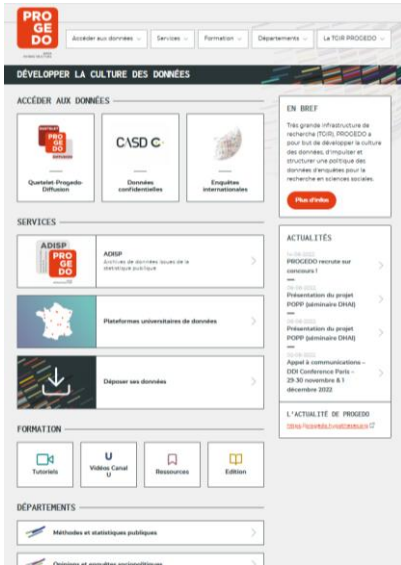 PRO
GE
DO
Accéder aux données
Services
Formation
Départements
La TGIR PROGEDO
DÉVELOPPER LA CULTURE DES DONNÉES
ACCÉDER AUX DONNÉES
PRO
GE
DO
Quetelet-Progedo-
Diffusion
CASD
Données
confidentielles
Enquêtes
internationales
EN BREF
Très grande infrastructure de
recherche (TGIR), PROGEDO a
pour but de développer la culture
des données, d'impulser et
structurer une politique des
données d'enquêtes pour la
recherche en sciences sociales.
Plus d'infos
SERVICES
ADISP
PRO
GE
DO
ADISP
Archives de données issues de la
statistique publique
Plateformes universitaires de données
Déposer ses données
ACTUALITÉS
PROGEDO recrute sur
concours !
Présentation du projet
POPP (séminaire DHAI)
Présentation du projet
POPP (séminaire DHAI)
Appel à communications –
DDI Conference Paris –
29-30 novembre & 1
décembre 2022
L'ACTUALITÉ DE PROGEDO
FORMATION
Tutoriels
U
Vidéos Canal
U
Ressources
Edition
DÉPARTEMENTS
Méthodes et statistiques publiques
Opinions et enquêtes sociopolitiques